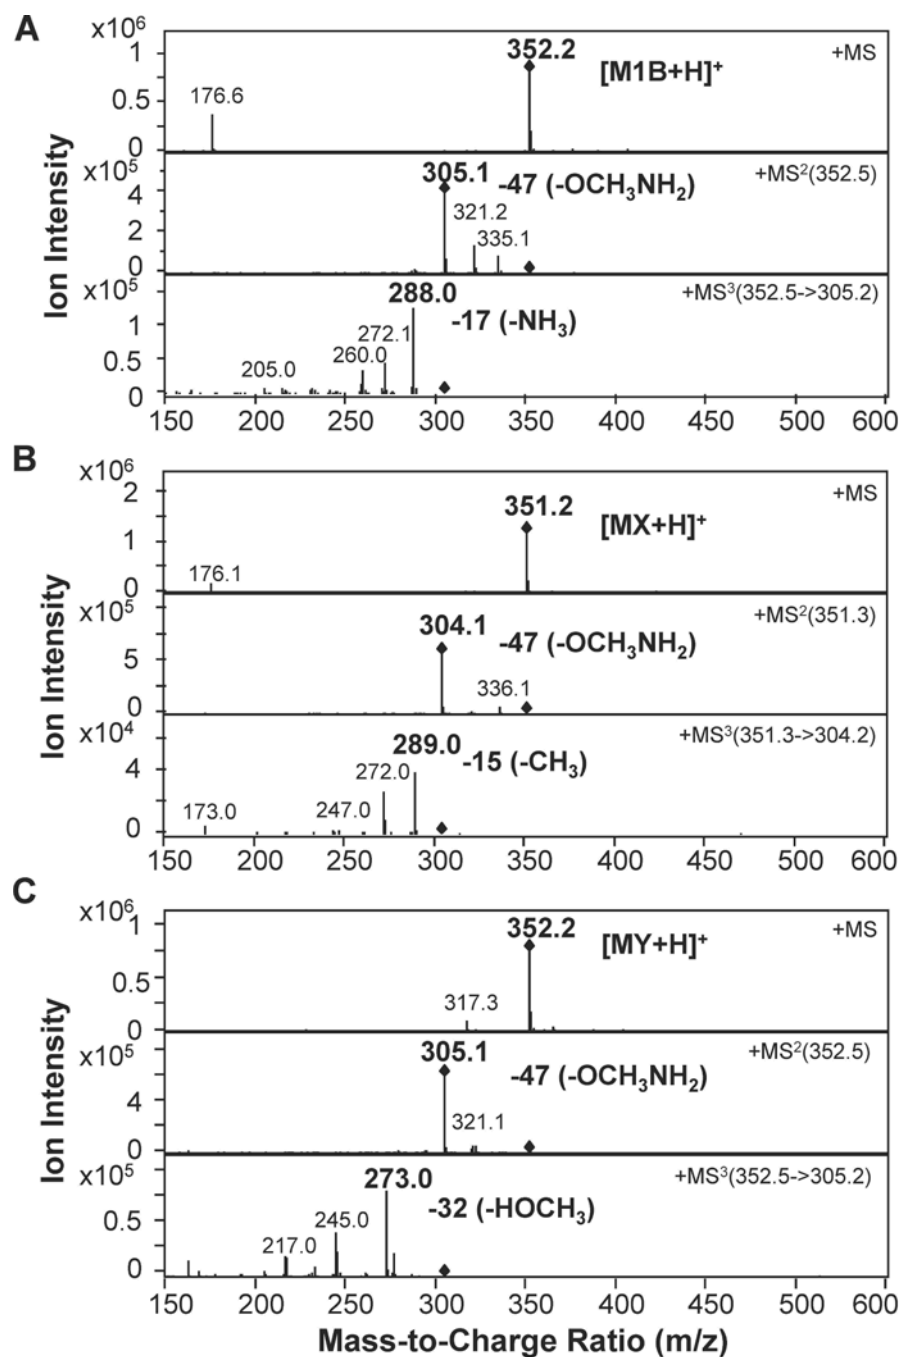 A
x10⁶
1
0.5
0
352.2
[M1B+H]⁺
+MS
176.6
x10⁵
4
2
0
305.1
-47 (-OCH₃NH₂)
+MS²(352.5)
321.2
335.1
x10⁵
1
0.5
0
288.0
-17 (-NH₃)
+MS³(352.5->305.2)
272.1
260.0
205.0
150 200 250 300 350 400 450 500 550 600
Ion Intensity
B
x10⁶
2
1
0
351.2
[MX+H]⁺
+MS
176.1
x10⁵
5
0
304.1
-47 (-OCH₃NH₂)
+MS²(351.3)
336.1
x10⁴
4
0
289.0
-15 (-CH₃)
+MS³(351.3->304.2)
272.0
247.0
173.0
150 200 250 300 350 400 450 500 550 600
Ion Intensity
C
x10⁶
1
0.5
0
352.2
[MY+H]⁺
+MS
317.3
x10⁵
4
0
305.1
-47 (-OCH₃NH₂)
+MS²(352.5)
321.1
x10⁵
0.5
0
273.0
-32 (-HOCH₃)
+MS³(352.5->305.2)
245.0
217.0
150 200 250 300 350 400 450 500 550 600
Ion Intensity
Mass-to-Charge Ratio (m/z)